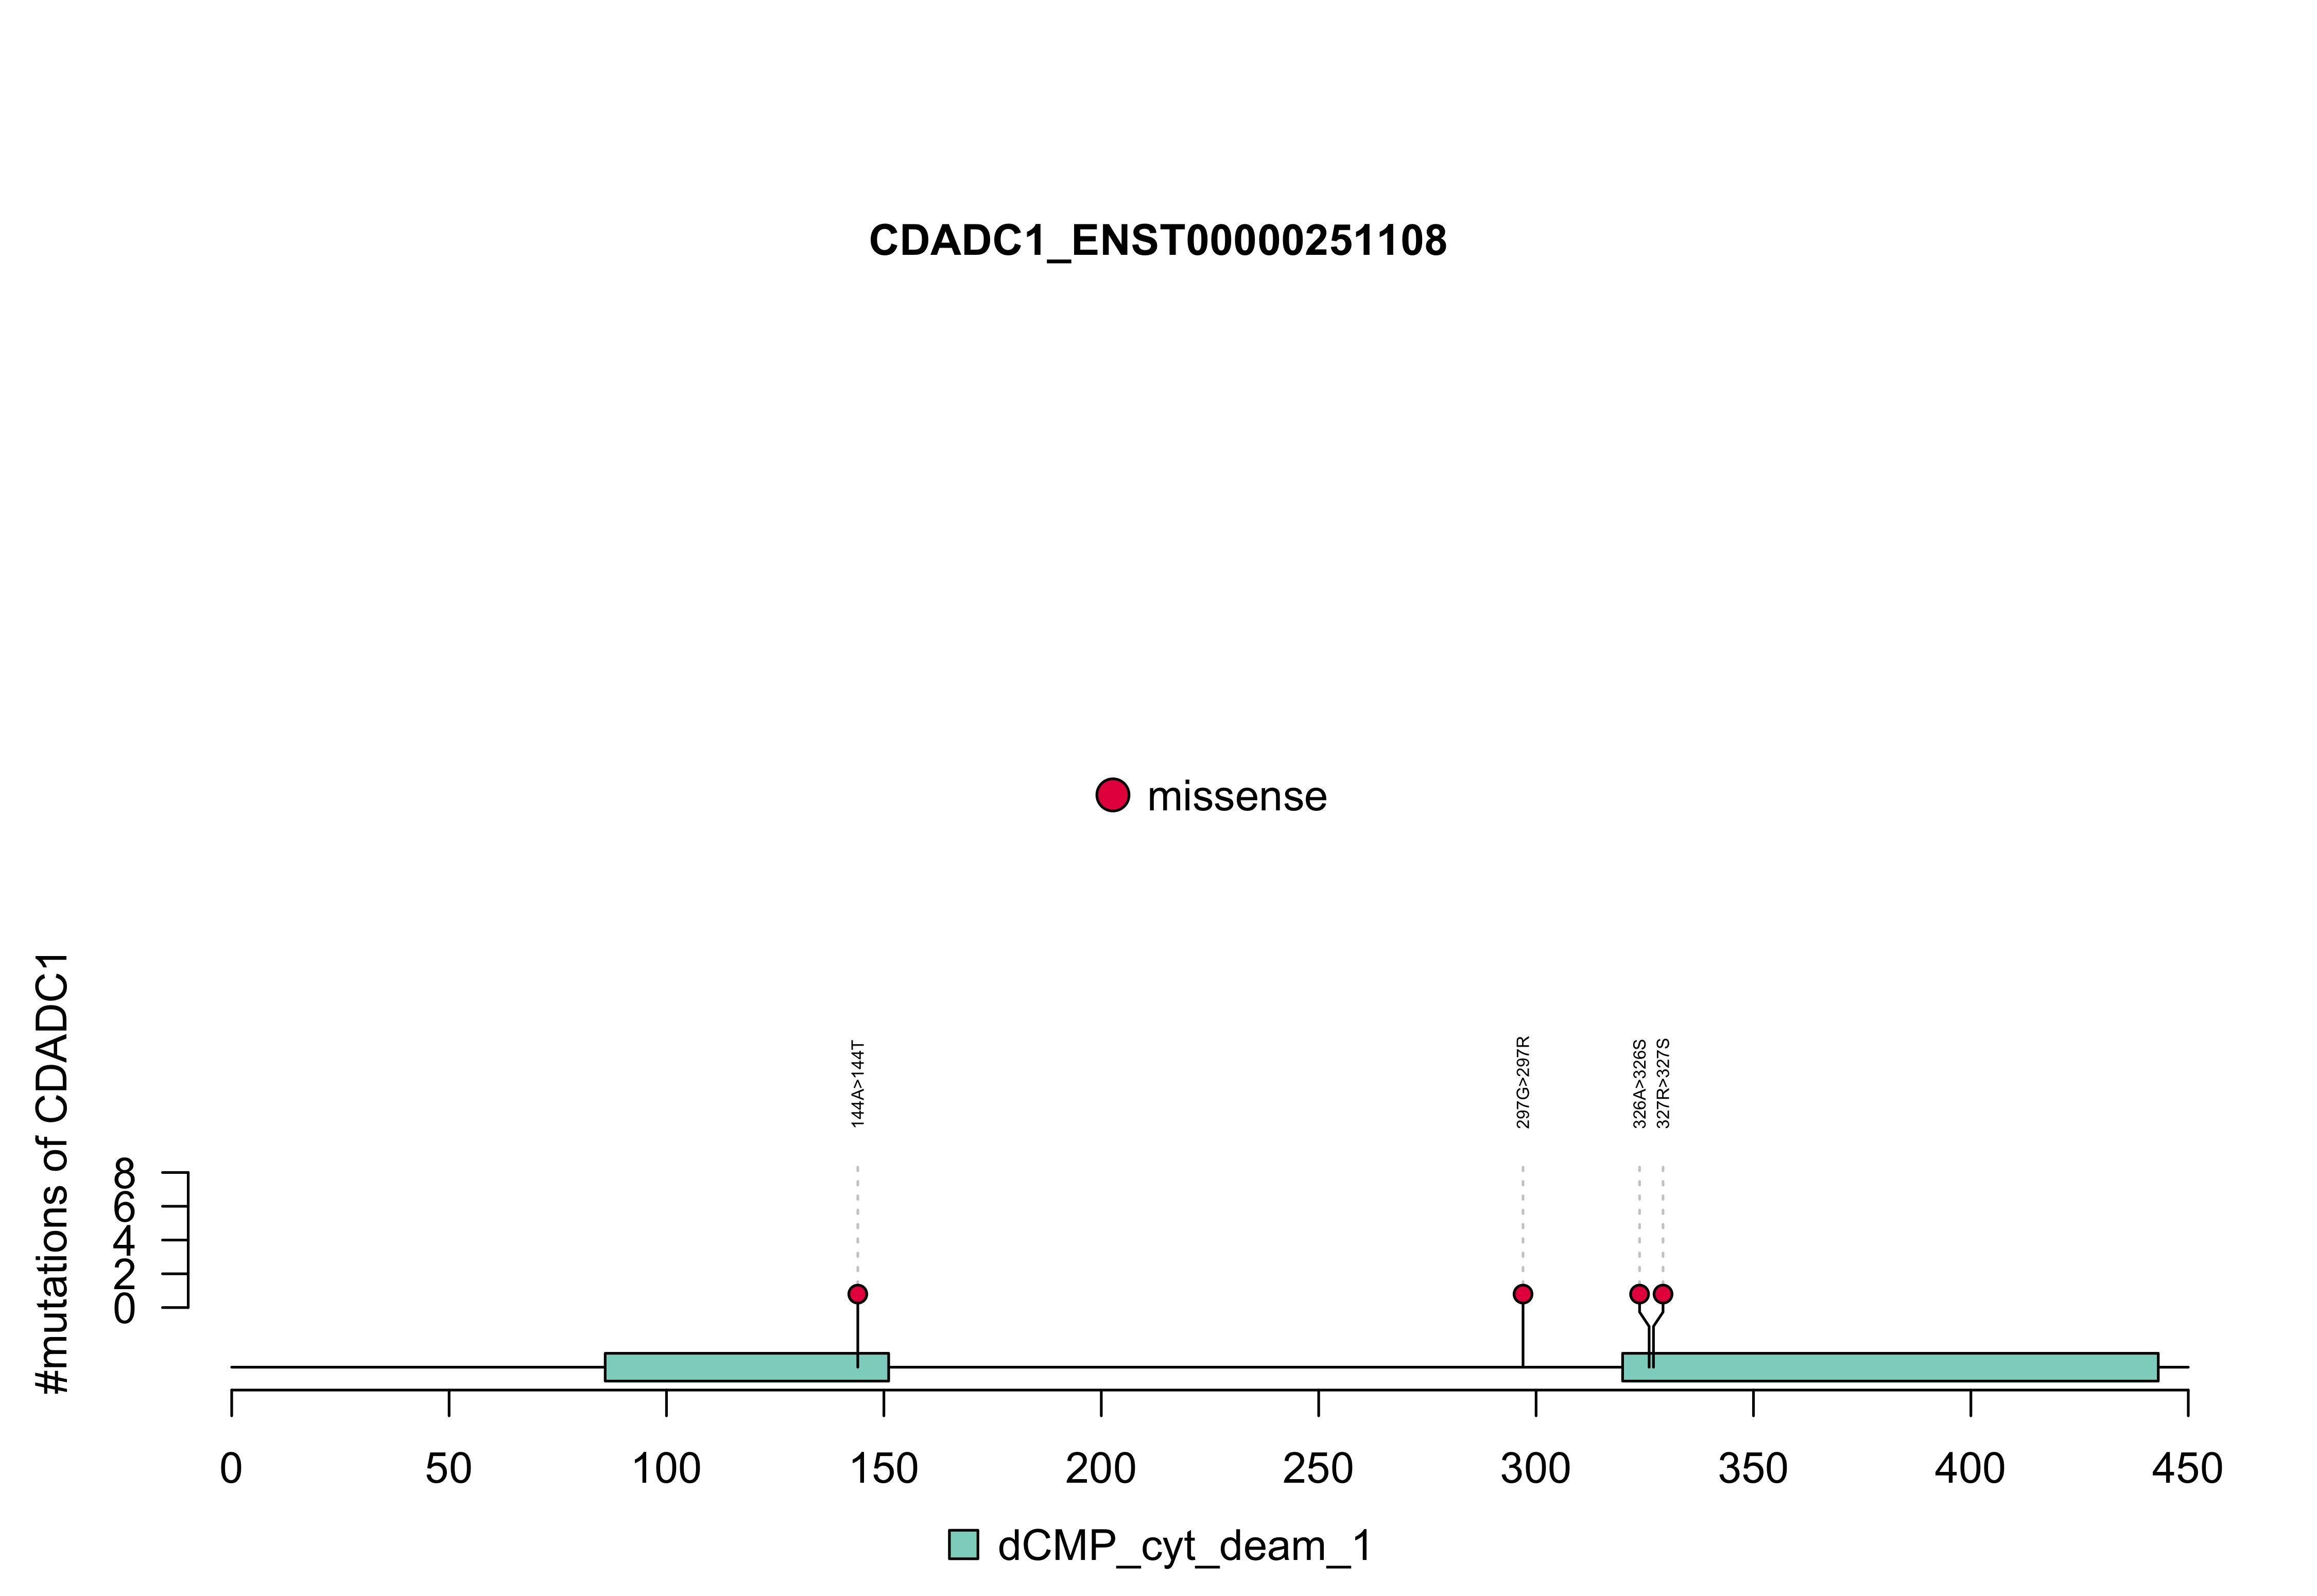 CDADC1_ENST00000251108
missense
#mutations of CDADC1
144A>144T
297G>297R
326A>326S
327R>327S
8
6
4
2
0
0 50 100 150 200 250 300 350 400 450
dCMP_cyt_deam_1